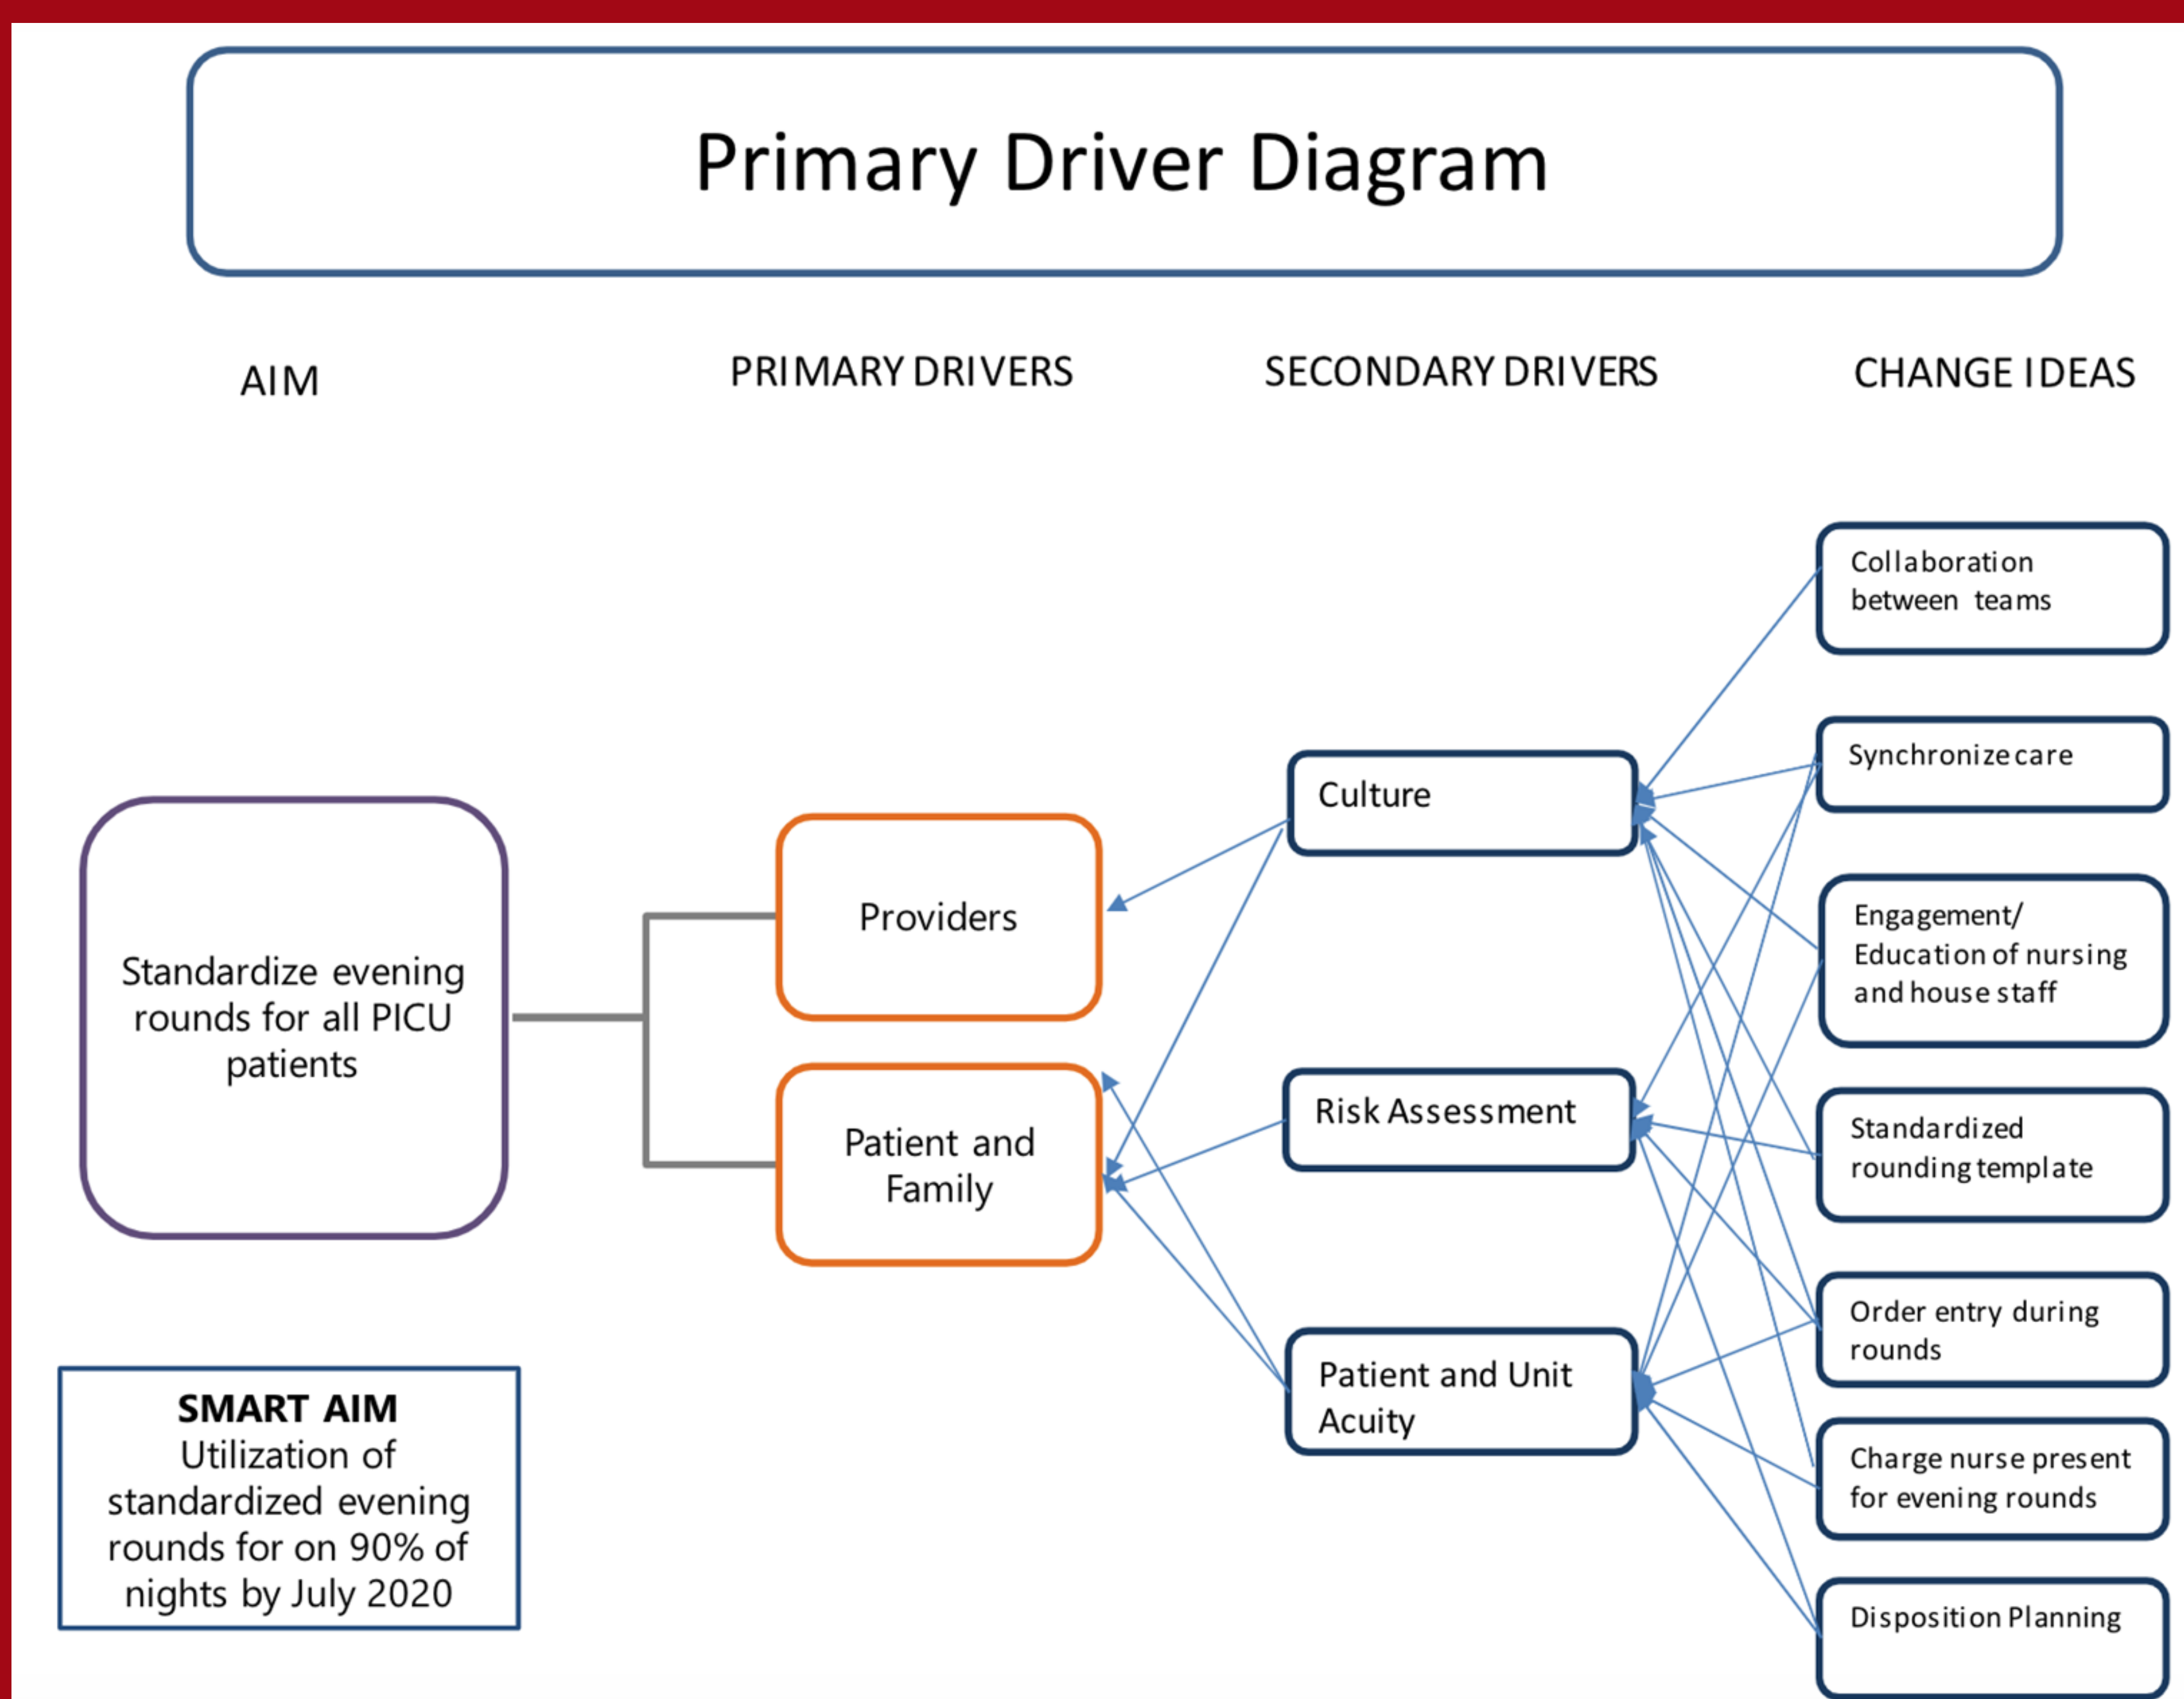 Primary Driver Diagram
AIM
PRIMARY DRIVERS
SECONDARY DRIVERS
CHANGE IDEAS
Standardize evening
rounds for all PICU
patients
SMART AIM
Utilization of
standardized evening
rounds for on 90% of
nights by July 2020
Providers
Patient and
Family
Culture
Risk Assessment
Patient and Unit
Acuity
Collaboration
between teams
Synchronize care
Engagement/
Education of nursing
and house staff
Standardized
rounding template
Order entry during
rounds
Charge nurse present
for evening rounds
Disposition Planning